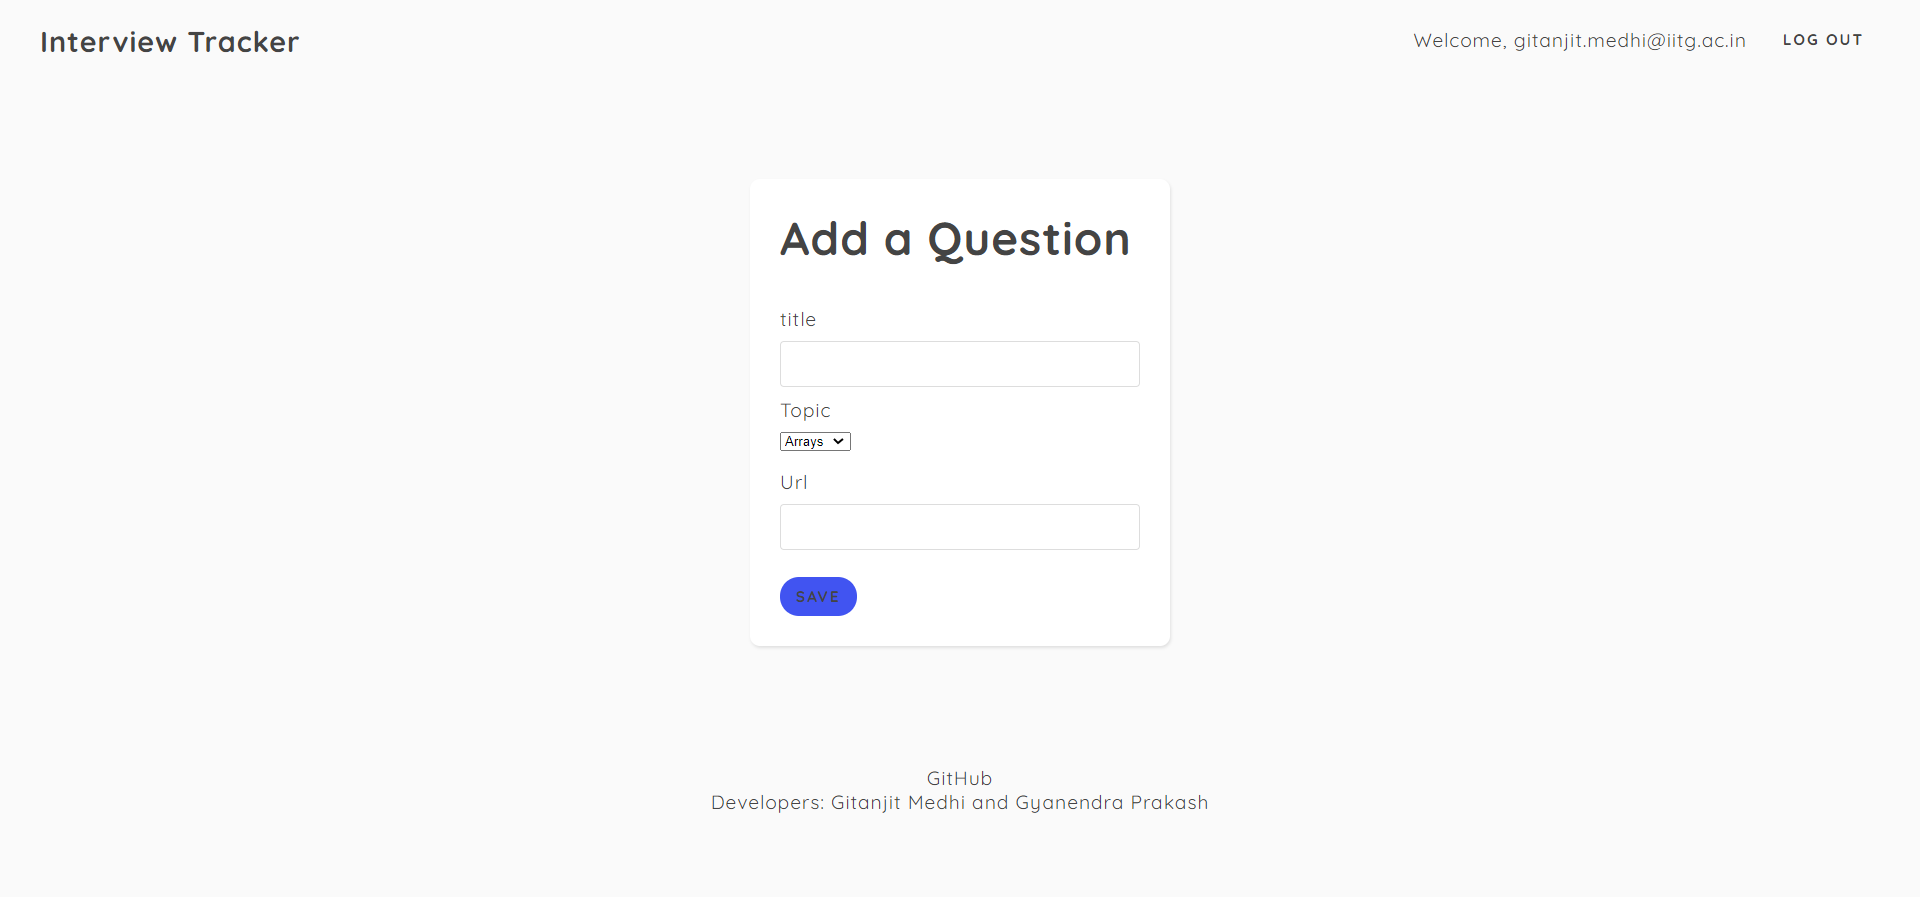 Interview Tracker
Welcome, gitanjit.medhi@iitg.ac.in
LOG OUT
Add a Question
title
Topic
Arrays
Url
SAVE
GitHub
Developers: Gitanjit Medhi and Gyanendra Prakash